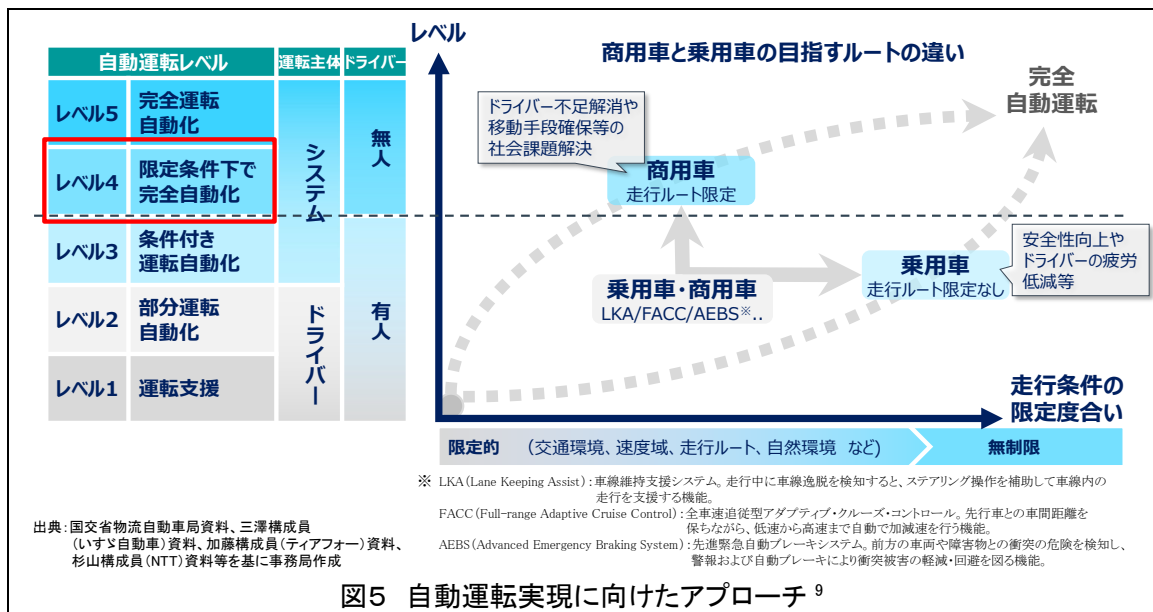 自動運転レベル 運転主体 ドライバー
レベル5 完全運転
自動化
レベル4 限定条件下で
完全自動化
レベル3 条件付き
運転自動化
レベル2 部分運転
自動化
レベル1 運転支援
システム
ドライバー
無人
有人
レベル
商用車と乗用車の目指すルートの違い
完全
自動運転
ドライバー不足解消や
移動手段確保等の
社会課題解決
商用車
走行ルート限定
乗用車・商用車
LKA/FACC/AEBS※..
乗用車
走行ルート限定なし
安全性向上や
ドライバーの疲労
低減等
走行条件の
限定度合い
限定的 (交通環境、速度域、走行ルート、自然環境 など) 無制限
※ LKA(Lane Keeping Assist):車線維持支援システム。走行中に車線逸脱を検知すると、ステアリング操作を補助して車線内の
走行を支援する機能。
FACC(Full-range Adaptive Cruise Control):全車速追従型アダプティブ・クルーズ・コントロール。先行車との車間距離を
保ちながら、低速から高速まで自動で加減速を行う機能。
AEBS(Advanced Emergency Braking System):先進緊急自動ブレーキシステム。前方の車両や障害物との衝突の危険を検知し、
警報および自動ブレーキにより衝突被害の軽減・回避を図る機能。
出典:国交省物流自動車局資料、三澤構成員
(いすゞ自動車)資料、加藤構成員(ティアフォー)資料、
杉山構成員(NTT)資料等を基に事務局作成
図5 自動運転実現に向けたアプローチ 9